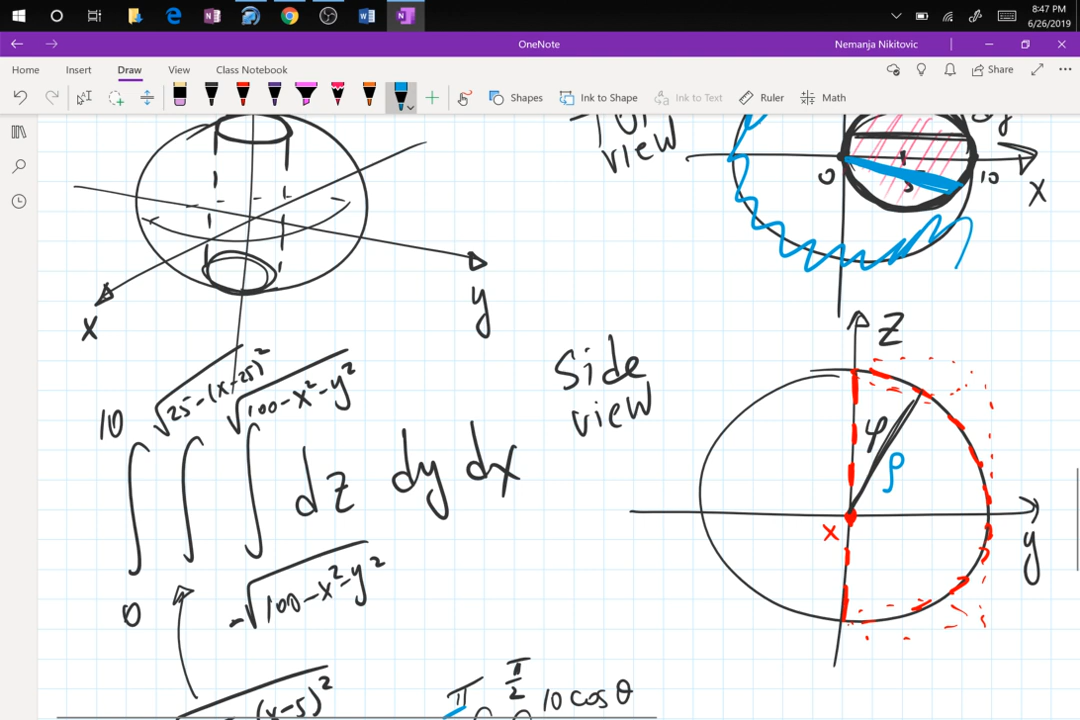 8:47 PM
6/26/2019
OneNote
Nemanja Nikitovic
Home
Insert
Draw
View
Class Notebook
Share
Shapes
Ink to Shape
Ink to Text
Ruler
Math
view
0
5
10
x
x
y
Side
view
z
φ
ρ
x
y
10
√25-(x-25)²
√100-x²-y²
∫ ∫ ∫ dz dy dx
0
-√100-x²-y²
(x-5)²
π
π/2
10 cos θ